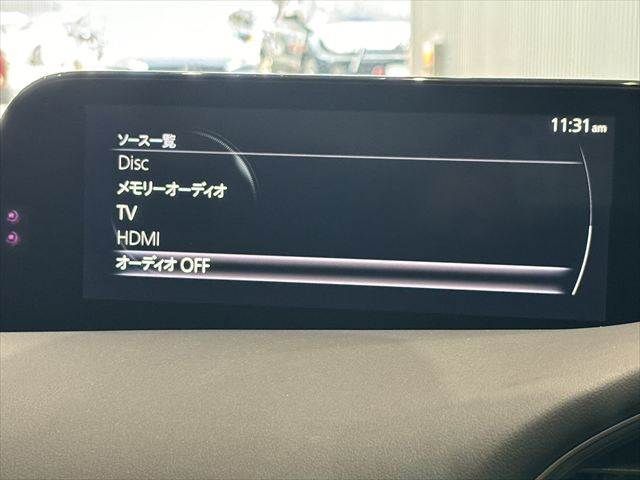 11:31am
ソース一覧
Disc
メモリーオーディオ
TV
HDMI
オーディオ OFF